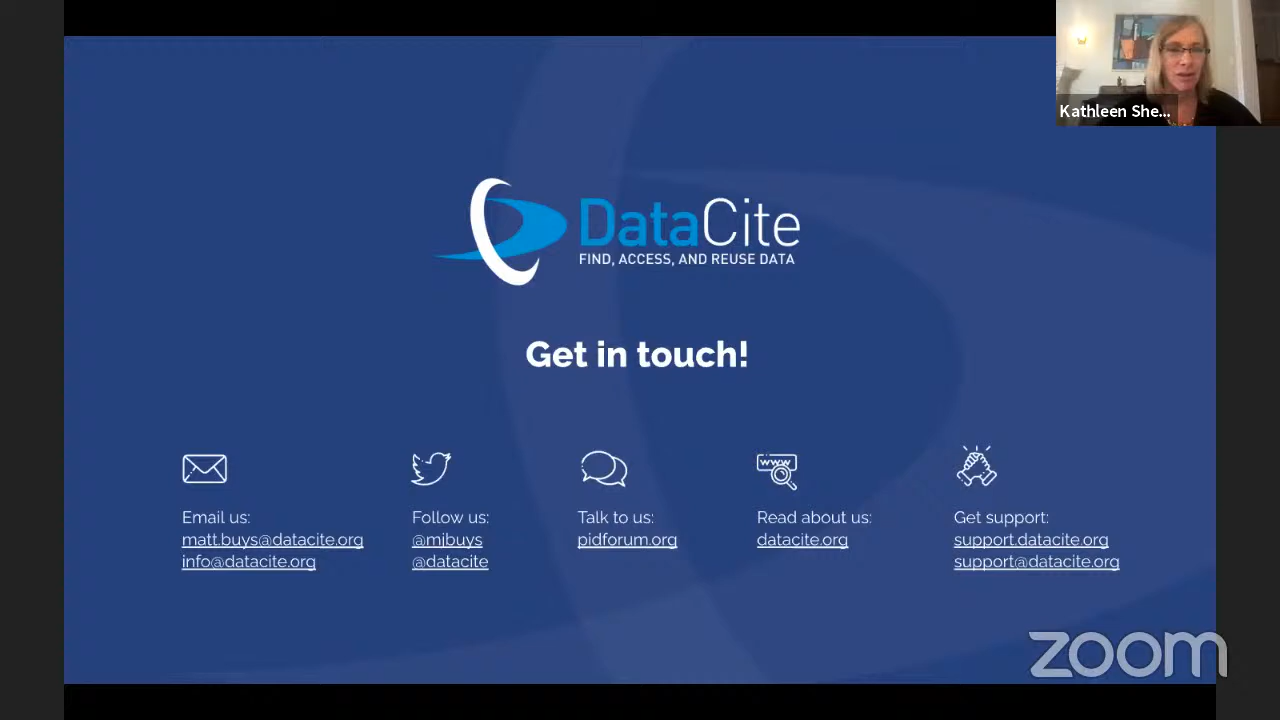 Kathleen She...
DataCite
FIND, ACCESS, AND REUSE DATA
Get in touch!
www
Email us:
matt.buys@datacite.org
info@datacite.org
Follow us:
@mibuys
@datacite
Talk to us:
pidforum.org
Read about us:
datacite.org
Get support:
support.datacite.org
support@datacite.org
zoom